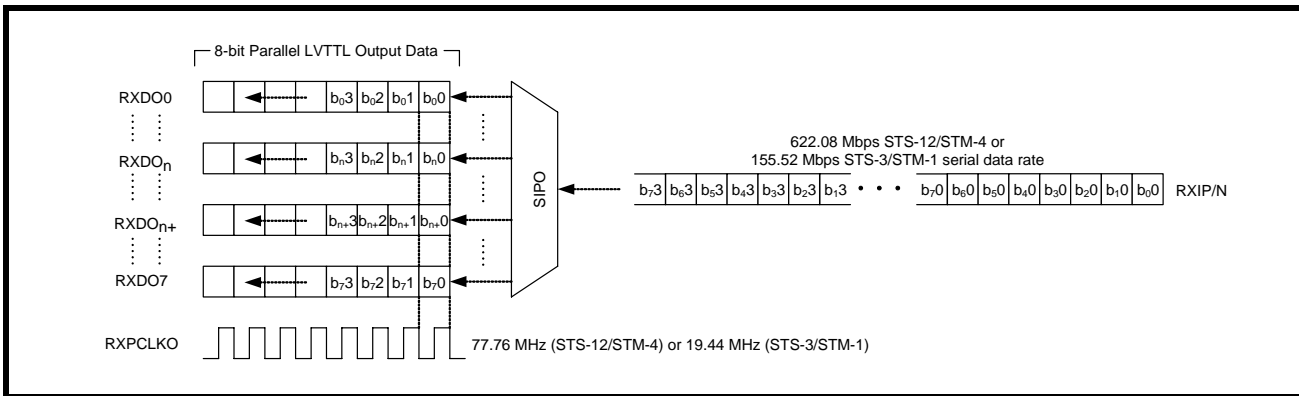 8-bit Parallel LVTTL Output Data
RXDO0
b₀3 b₀2 b₀1 b₀0
RXDOn
bₙ3 bₙ2 bₙ1 bₙ0
RXDOn+
bₙ₊3 bₙ₊2 bₙ₊1 bₙ₊0
RXDO7
b₇3 b₇2 b₇1 b₇0
RXPCLKO
77.76 MHz (STS-12/STM-4) or 19.44 MHz (STS-3/STM-1)
SIPO
622.08 Mbps STS-12/STM-4 or
155.52 Mbps STS-3/STM-1 serial data rate
b₇3 b₆3 b₅3 b₄3 b₃3 b₂3 b₁3 • • • b₇0 b₆0 b₅0 b₄0 b₃0 b₂0 b₁0 b₀0 RXIP/N